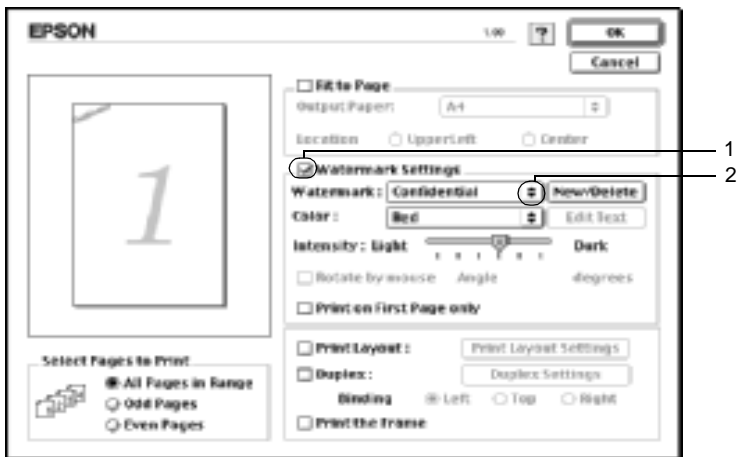 EPSON 1.00 ? OK
Cancel
Fit to Page
Output Paper: A4
Location Upper Left Center
Watermark Settings 1
Watermark: Confidential New/Delete 2
Color: Red Edit Text
Intensity: Light Dark
Rotate by mouse Angle degrees
Print on First Page only
1
Print Layout: Print Layout Settings
Duplex: Duplex Settings
Binding Left Top Right
Print the frame
Select Pages to Print
All Pages in Range
Odd Pages
Even Pages